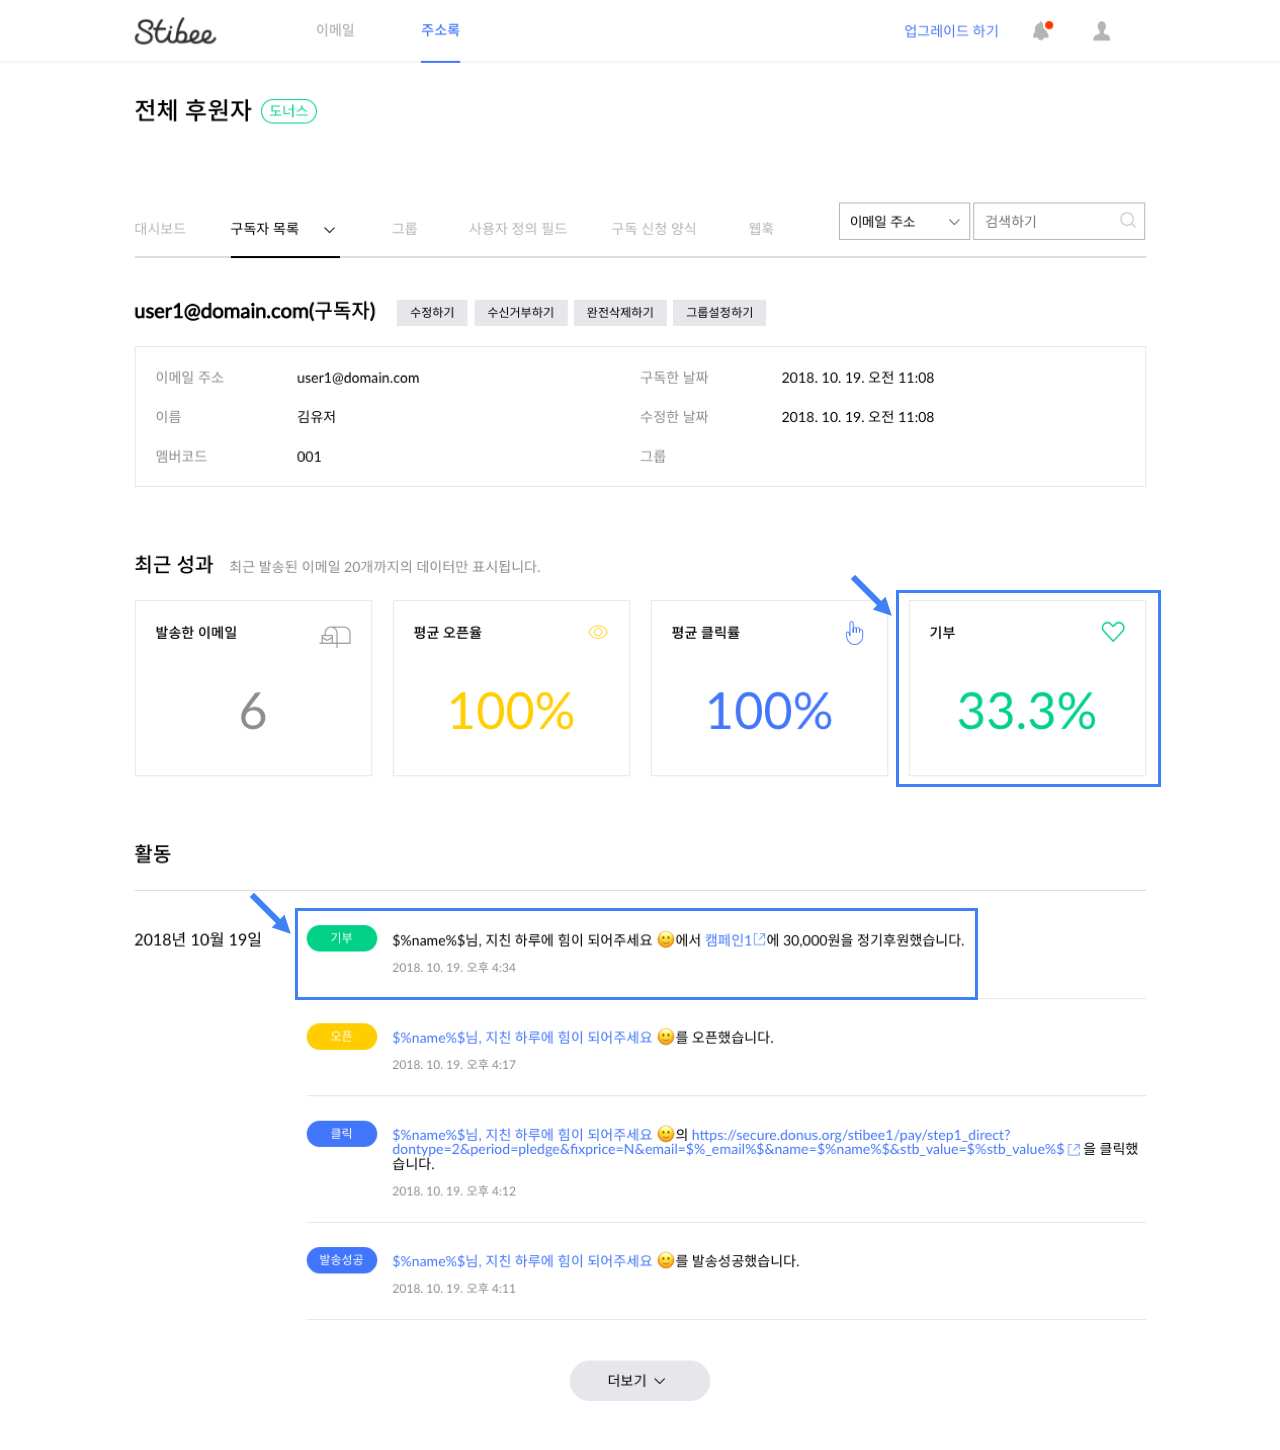 Stibee
이메일
주소록
업그레이드 하기
전체 후원자 도너스
대시보드
구독자 목록
그룹
사용자 정의 필드
구독 신청 양식
웹훅
이메일 주소
검색하기
user1@domain.com(구독자)
수정하기
수신거부하기
완전삭제하기
그룹설정하기
이메일 주소 user1@domain.com
구독한 날짜 2018. 10. 19. 오전 11:08
이름 김유저
수정한 날짜 2018. 10. 19. 오전 11:08
멤버코드 001
그룹
최근 성과 최근 발송된 이메일 20개까지의 데이터만 표시됩니다.
발송한 이메일
6
평균 오픈율
100%
평균 클릭률
100%
기부
33.3%
활동
2018년 10월 19일
기부
$%name%$님, 지친 하루에 힘이 되어주세요 🙂에서 캠페인1에 30,000원을 정기후원했습니다.
2018. 10. 19. 오후 4:34
오픈
$%name%$님, 지친 하루에 힘이 되어주세요 🙂를 오픈했습니다.
2018. 10. 19. 오후 4:17
클릭
$%name%$님, 지친 하루에 힘이 되어주세요 🙂의 https://secure.donus.org/stibee1/pay/step1_direct?
dontype=2&period=pledge&fixprice=N&email=$%_email%$&name=$%name%$&stb_value=$%stb_value%$ 을 클릭했
습니다.
2018. 10. 19. 오후 4:12
발송성공
$%name%$님, 지친 하루에 힘이 되어주세요 🙂를 발송성공했습니다.
2018. 10. 19. 오후 4:11
더보기